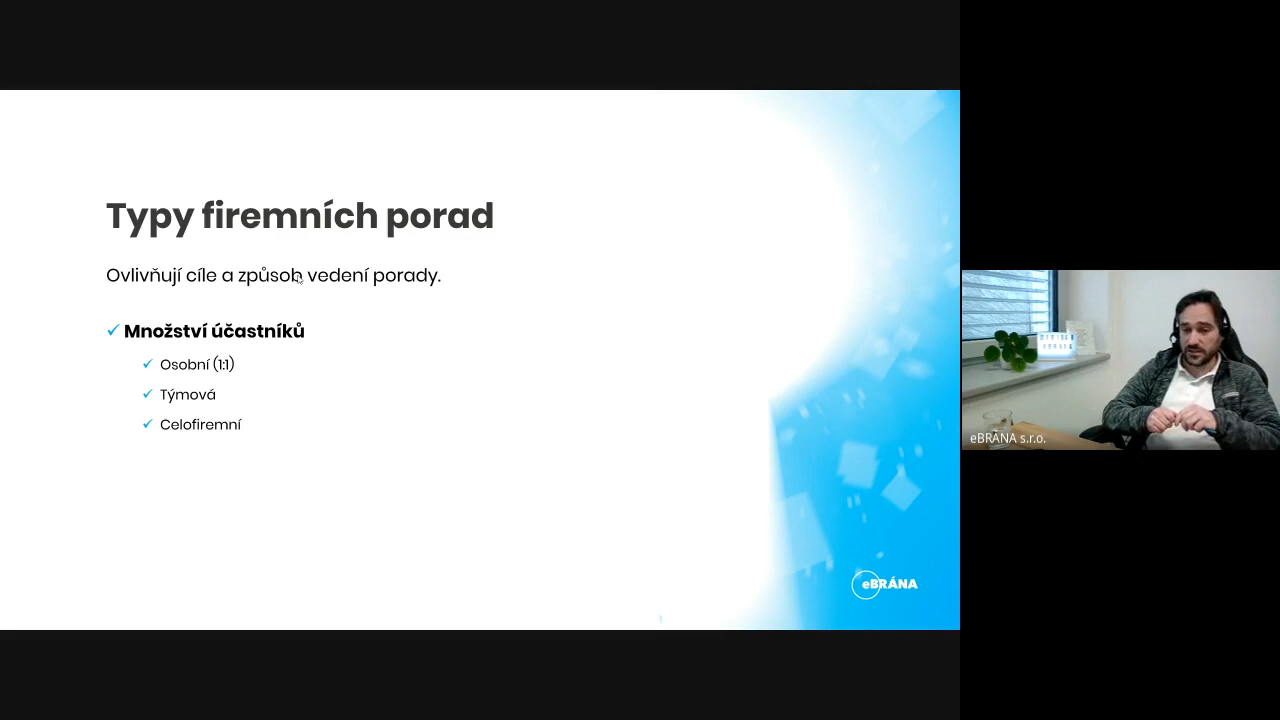 Typy firemních porad
Ovlivňují cíle a způsob vedení porady.
Množství účastníků
Osobní (1:1)
Týmová
Celofiremní
eBRÁNA
eBRÁNA s.r.o.